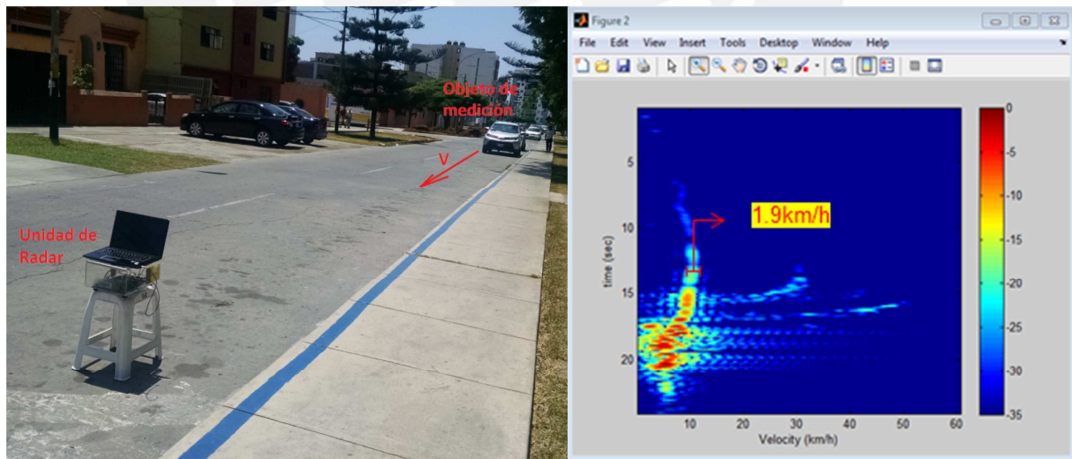 Objeto de
medición
V
Unidad de
Radar
Figure 2
File Edit View Insert Tools Desktop Window Help
1.9km/h
time (sec)
5
10
15
20
10 20 30 40 50 60
Velocity (km/h)
0
-5
-10
-15
-20
-25
-30
-35